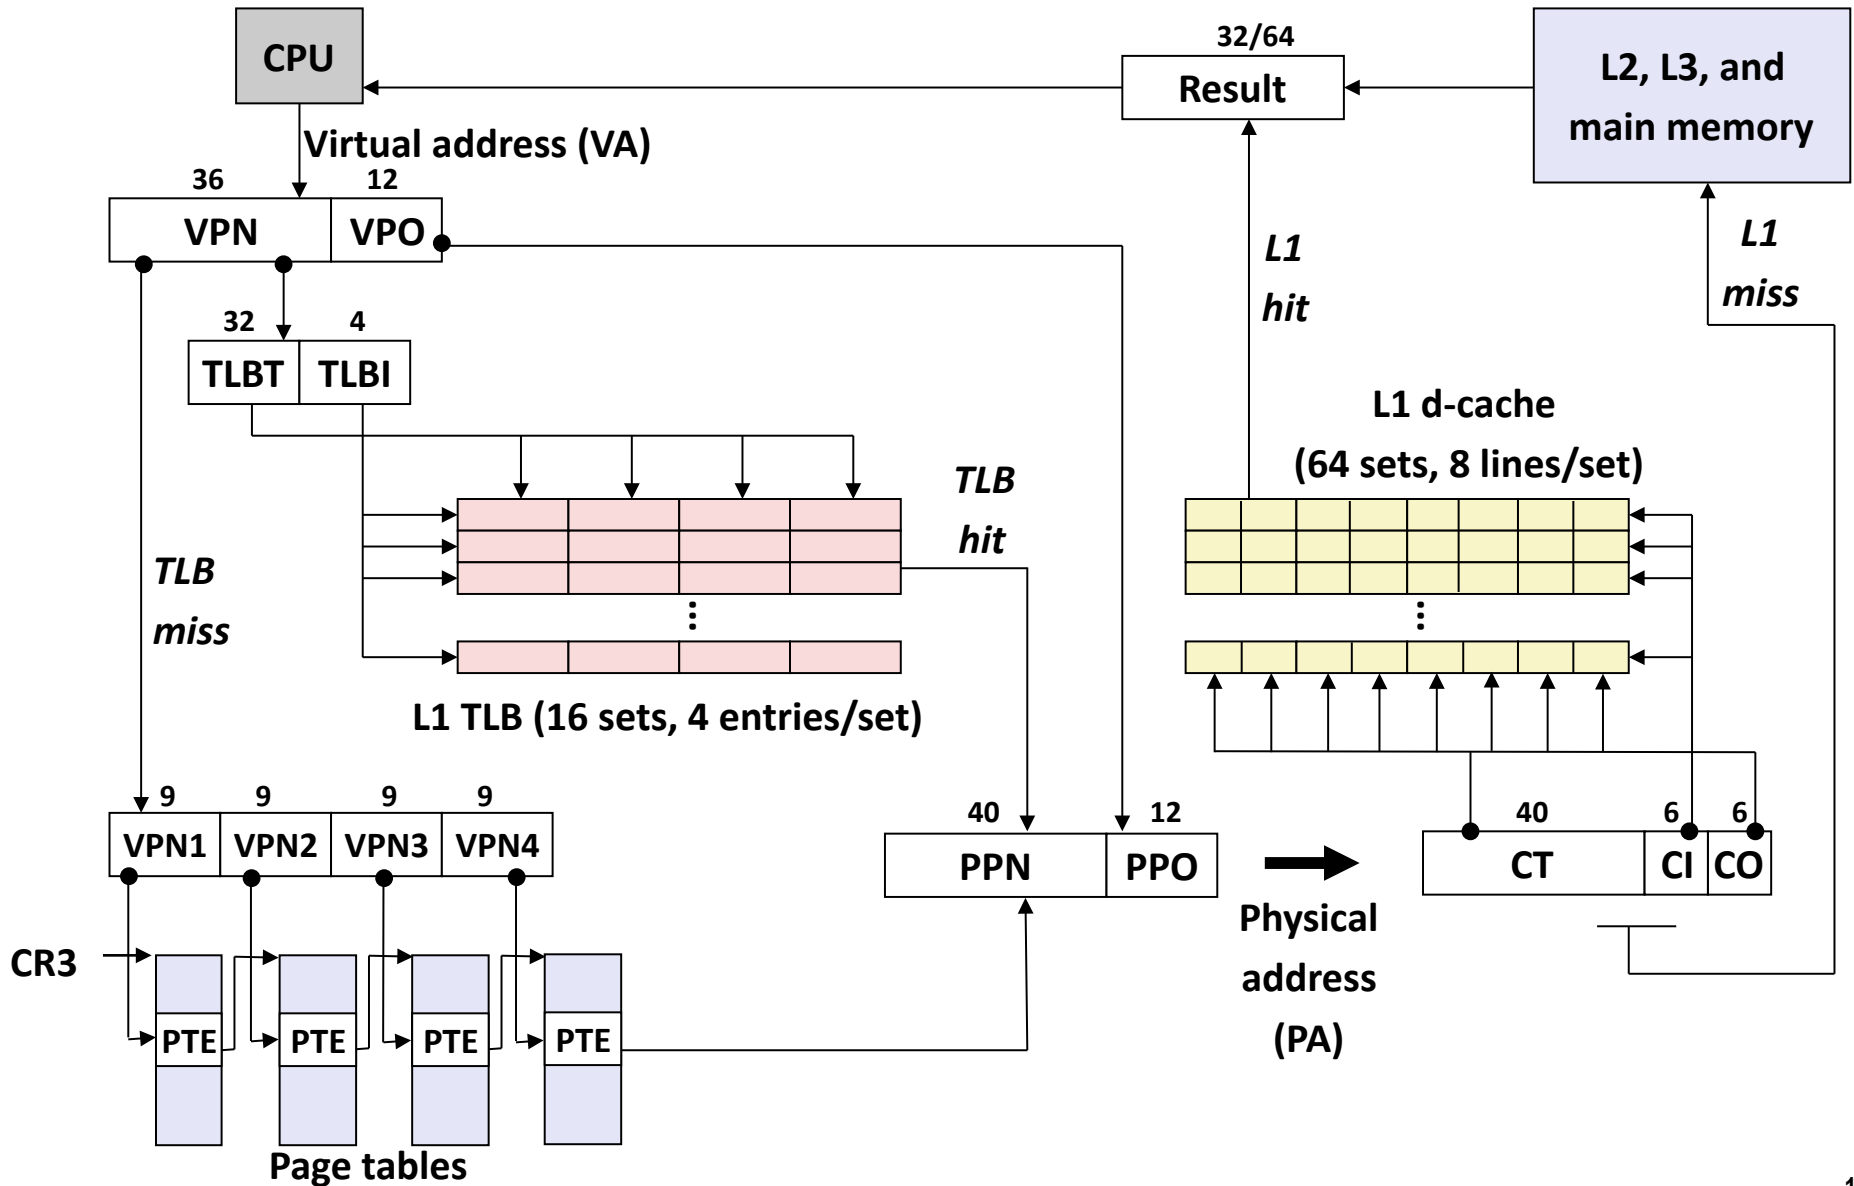 CPU
32/64
Result
L2, L3, and
main memory
Virtual address (VA)
36
12
VPN
VPO
L1
hit
L1
miss
32
4
TLBT
TLBI
L1 d-cache
(64 sets, 8 lines/set)
TLB
hit
TLB
miss
...
...
L1 TLB (16 sets, 4 entries/set)
9
9
9
9
VPN1
VPN2
VPN3
VPN4
40
12
PPN
PPO
40
6
6
CT
CI
CO
Physical
address
(PA)
CR3
PTE
PTE
PTE
PTE
Page tables
1